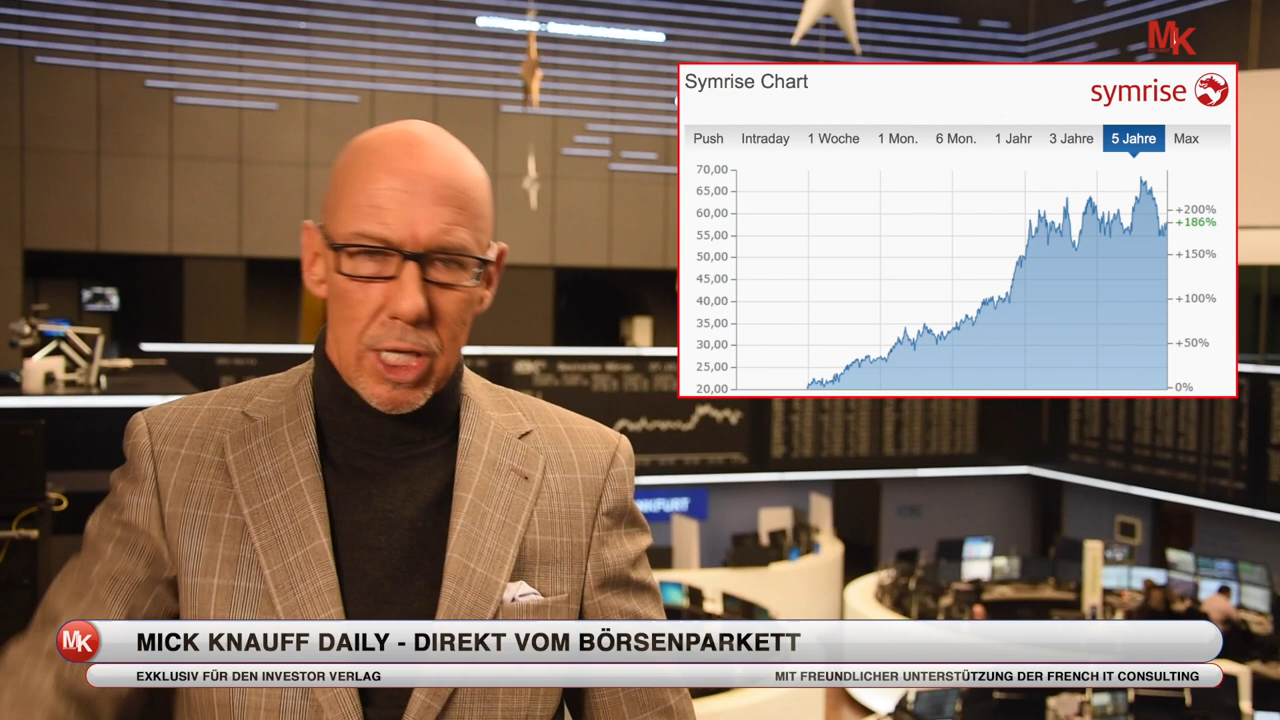 MK
Symrise Chart
symrise
Push Intraday 1 Woche 1 Mon. 6 Mon. 1 Jahr 3 Jahre 5 Jahre Max
70,00
65,00
60,00
55,00
50,00
45,00
40,00
35,00
30,00
25,00
20,00
+200%
+186%
+150%
+100%
+50%
0%
NKFURT
MK
MICK KNAUFF DAILY - DIREKT VOM BÖRSENPARKETT
EXKLUSIV FÜR DEN INVESTOR VERLAG
MIT FREUNDLICHER UNTERSTÜTZUNG DER FRENCH IT CONSULTING